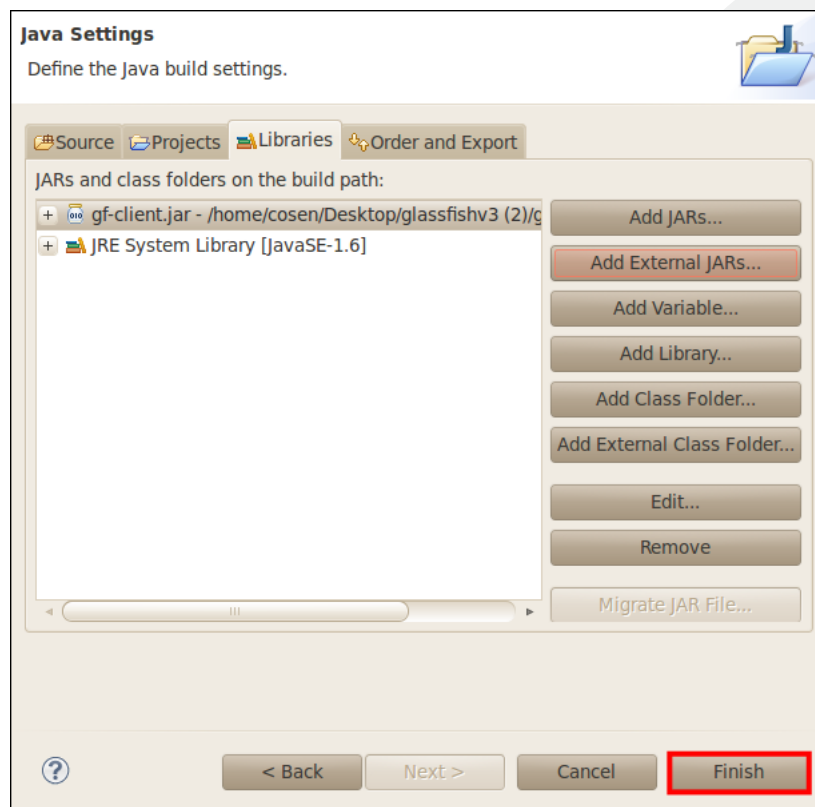 Java Settings
Define the Java build settings.
Source Projects Libraries Order and Export
JARs and class folders on the build path:
gf-client.jar - /home/cosen/Desktop/glassfishv3 (2)/g
JRE System Library [JavaSE-1.6]
Add JARs...
Add External JARs...
Add Variable...
Add Library...
Add Class Folder...
Add External Class Folder...
Edit...
Remove
Migrate JAR File...
< Back Next > Cancel Finish